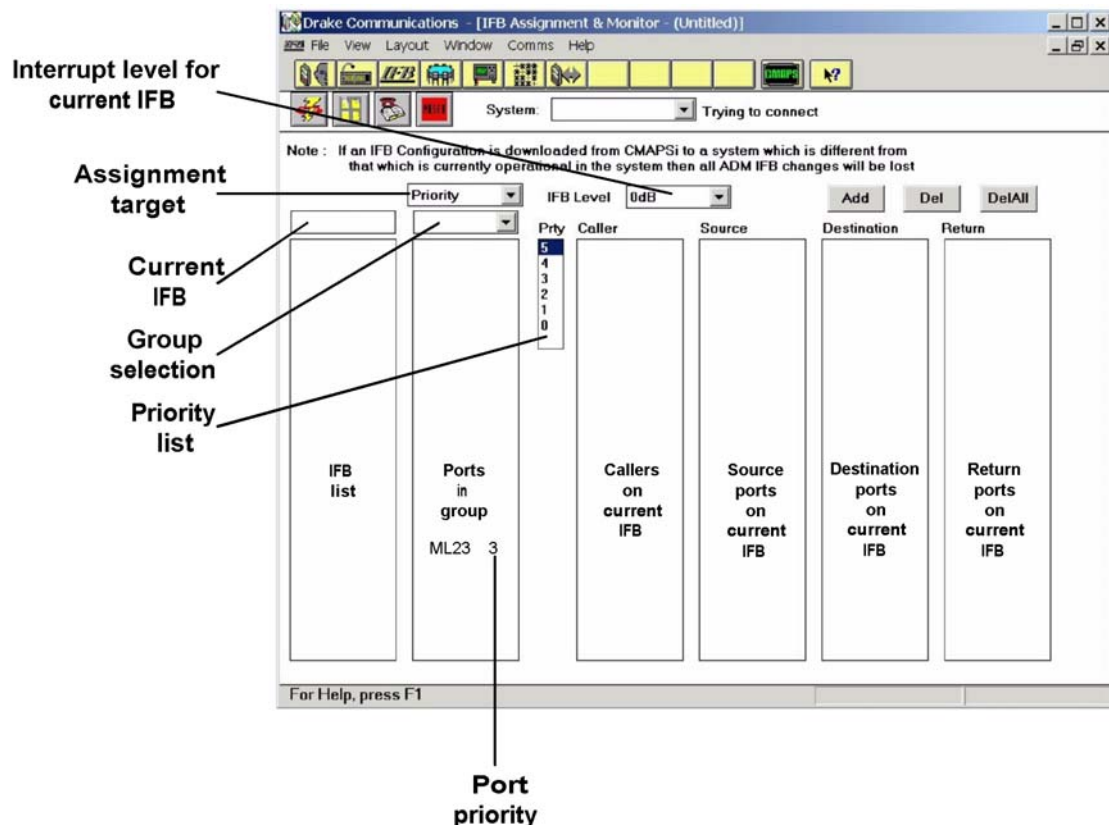 Drake Communications - [IFB Assignment & Monitor - (Untitled)]
IFB File View Layout Window Comms Help
IFB CMAPS ?
System: Trying to connect
Note : If an IFB Configuration is downloaded from CMAPSi to a system which is different from
that which is currently operational in the system then all ADM IFB changes will be lost
Priority IFB Level 0dB Add Del DelAll
Prty Caller Source Destination Return
5
4
3
2
1
0
Interrupt level for
current IFB
Assignment
target
Current
IFB
Group
selection
Priority
list
IFB
list
Ports
in
group
ML23 3
Callers
on
current
IFB
Source
ports
on
current
IFB
Destination
ports
on
current
IFB
Return
ports
on
current
IFB
For Help, press F1
Port
priority